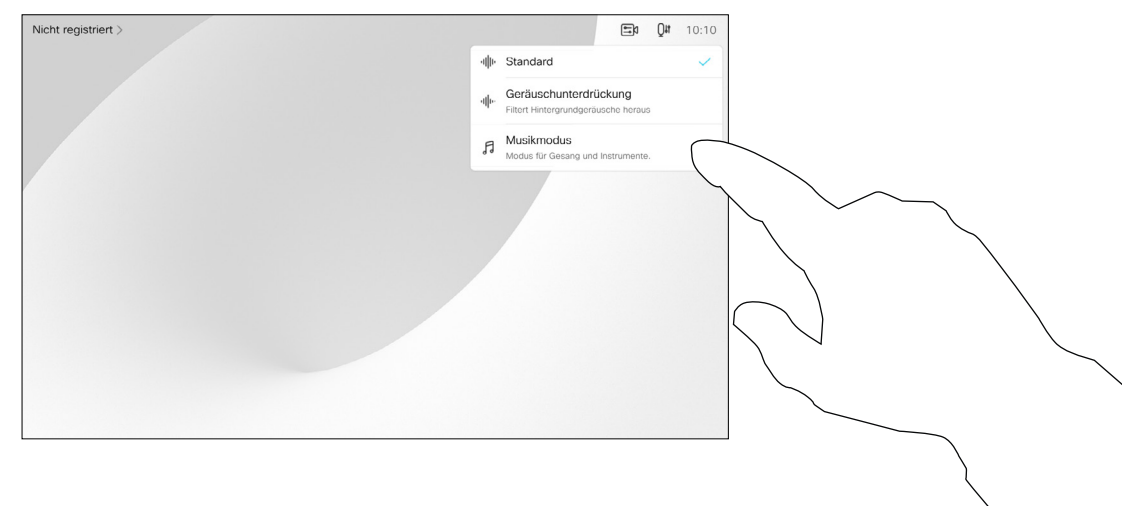 Nicht registriert
10:10
Standard
Geräuschunterdrückung
Filtert Hintergrundgeräusche heraus
Musikmodus
Modus für Gesang und Instrumente.